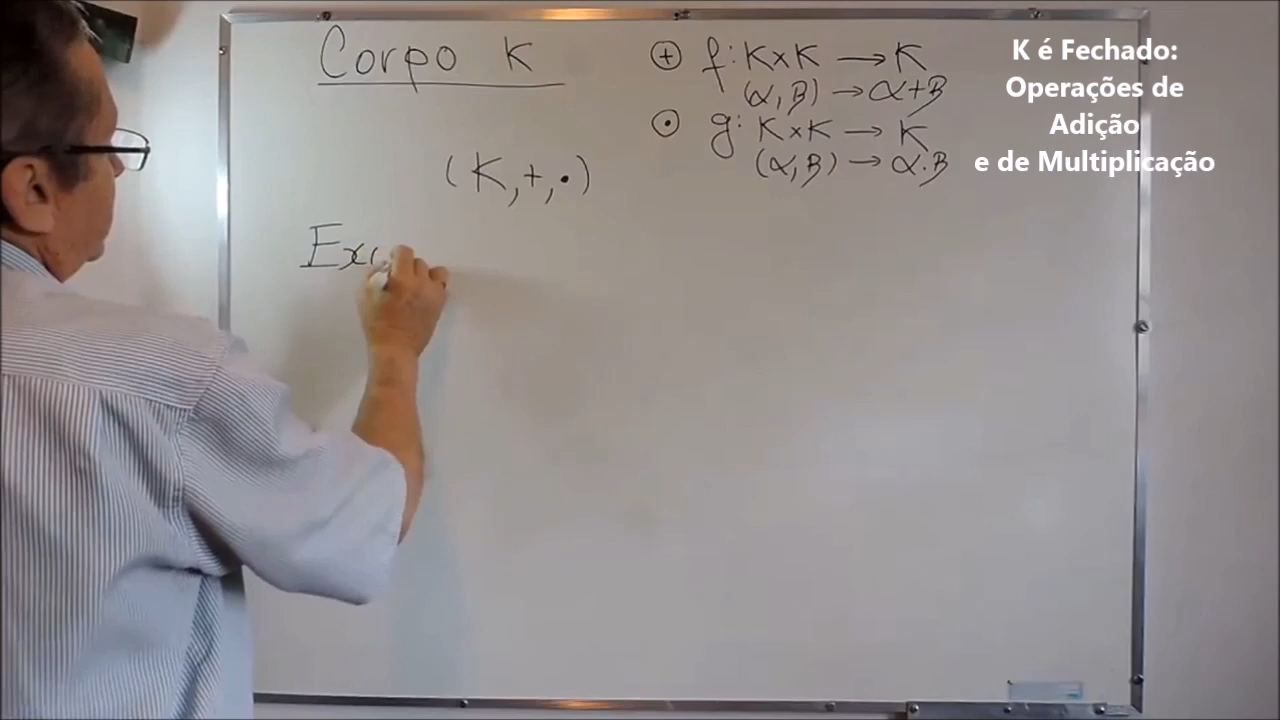 Corpo K
⊕ f: K×K → K
(α, β) → α+β
⊙ g: K×K → K
(α, β) → α.β
(K, +, •)
Ex
K é Fechado:
Operações de
Adição
e de Multiplicação